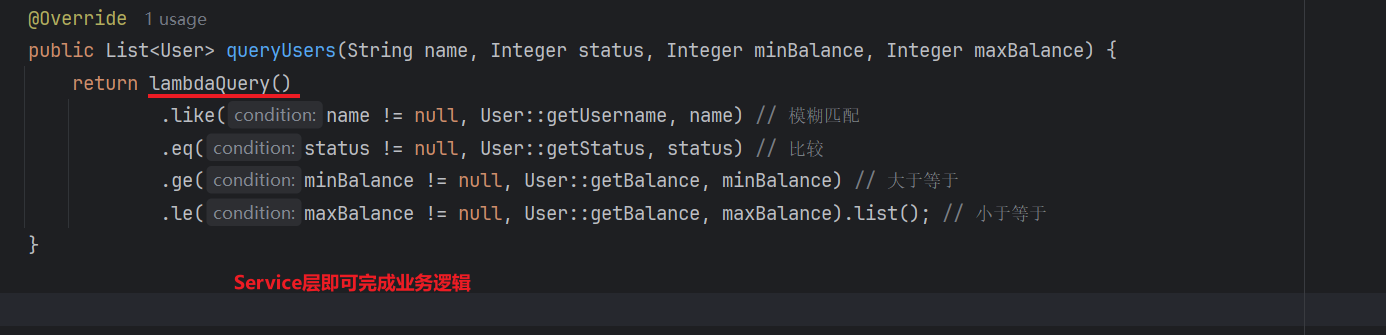 @Override 1 usage
public List<User> queryUsers(String name, Integer status, Integer minBalance, Integer maxBalance) {
return lambdaQuery()
.like( condition: name != null, User::getUsername, name) // 模糊匹配
.eq( condition: status != null, User::getStatus, status) // 比较
.ge( condition: minBalance != null, User::getBalance, minBalance) // 大于等于
.le( condition: maxBalance != null, User::getBalance, maxBalance).list(); // 小于等于
}
Service层即可完成业务逻辑